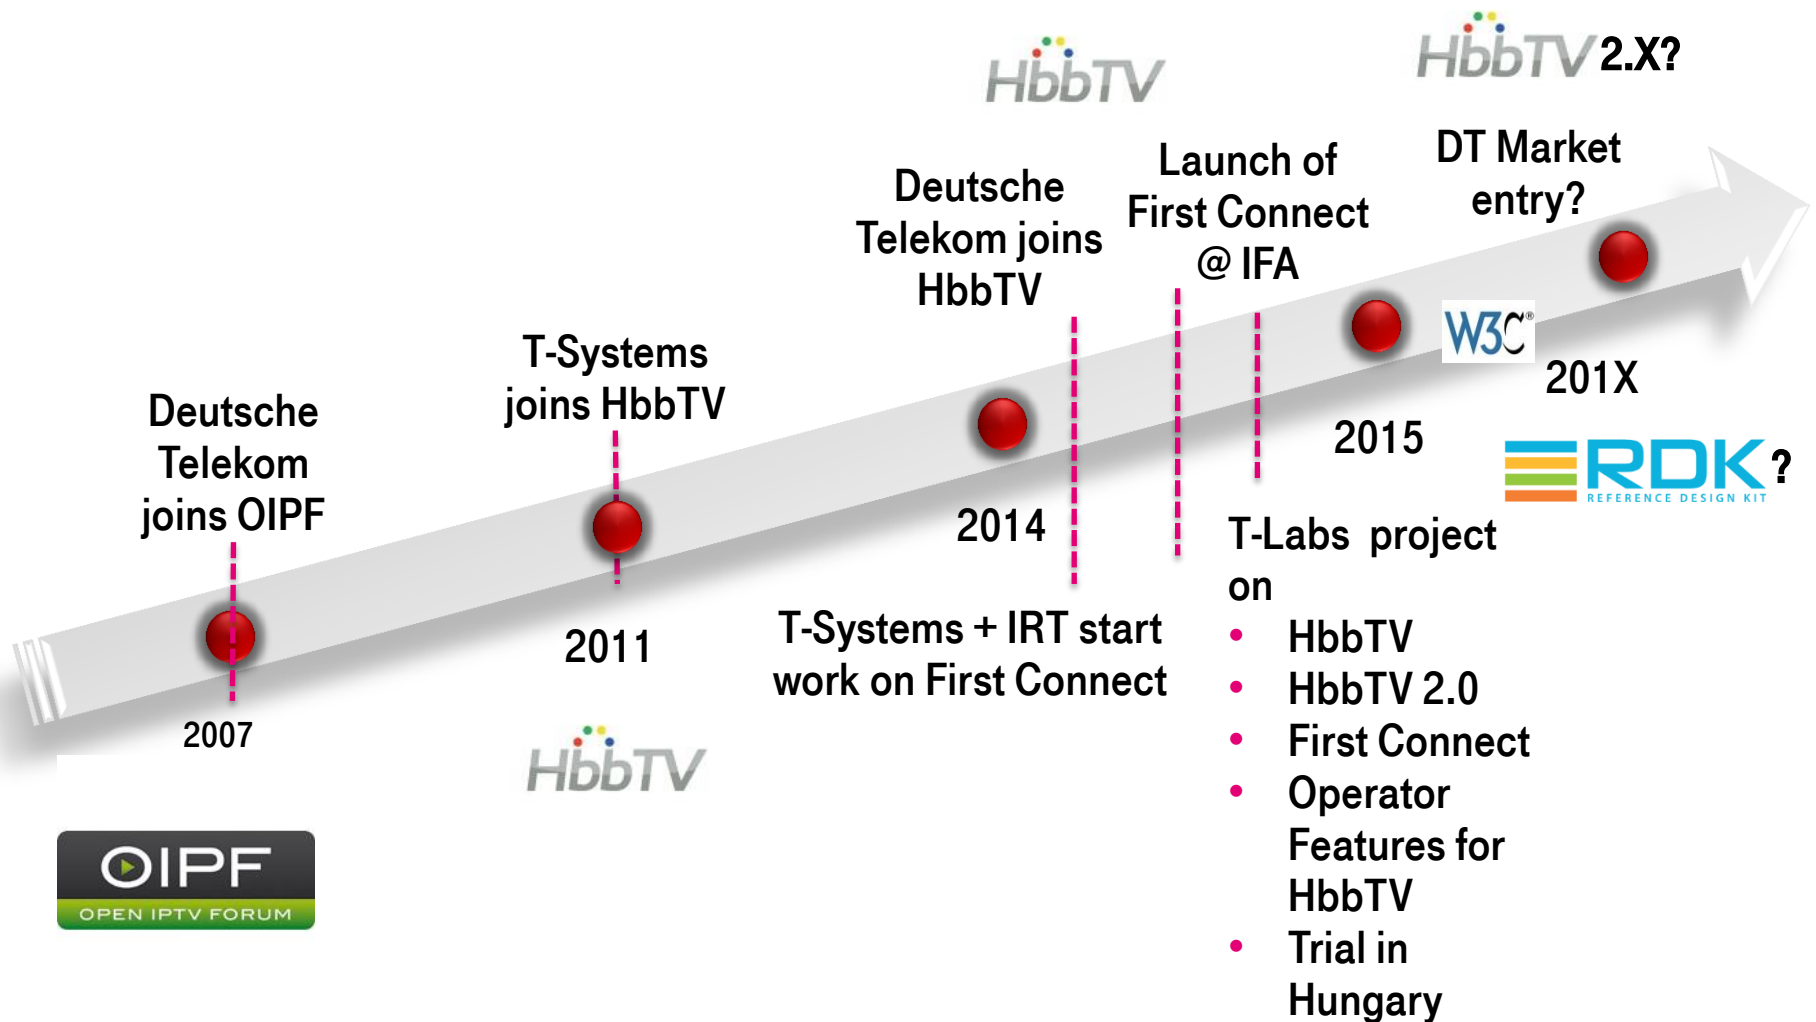 HbbTV
HbbTV 2.X?
Deutsche
Telekom joins
HbbTV
Launch of
First Connect
@ IFA
DT Market
entry?
T-Systems
joins HbbTV
Deutsche
Telekom
joins OIPF
W3C®
201X
2015
RDK ?
REFERENCE DESIGN KIT
2014
2011
2007
T-Systems + IRT start
work on First Connect
HbbTV
T-Labs project
on
• HbbTV
• HbbTV 2.0
• First Connect
• Operator
Features for
HbbTV
• Trial in
Hungary
OIPF
OPEN IPTV FORUM